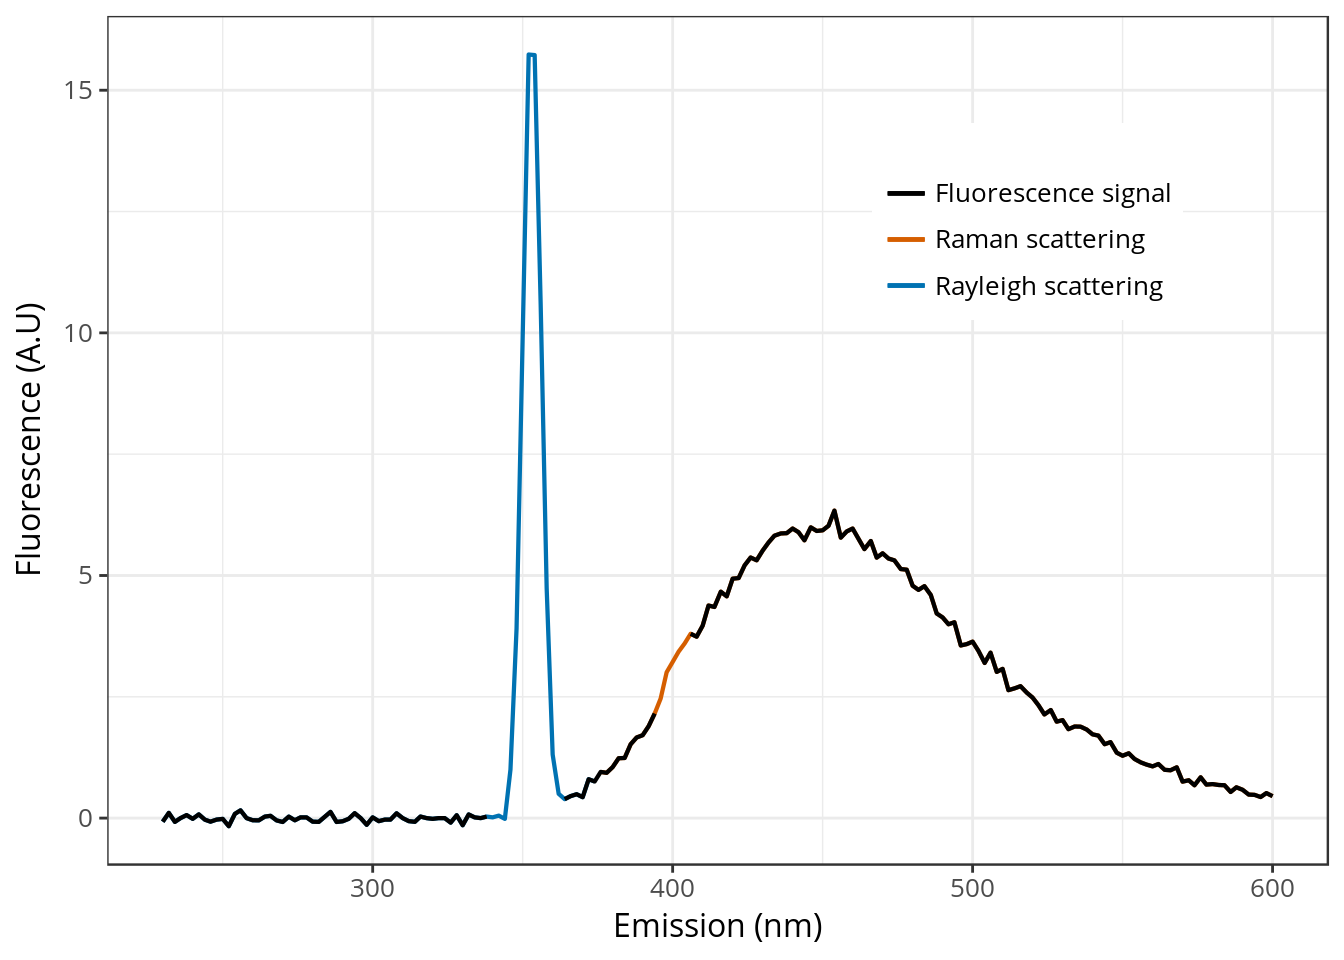 15
10
5
0
Fluorescence (A.U)
Fluorescence signal
Raman scattering
Rayleigh scattering
300
400
500
600
Emission (nm)